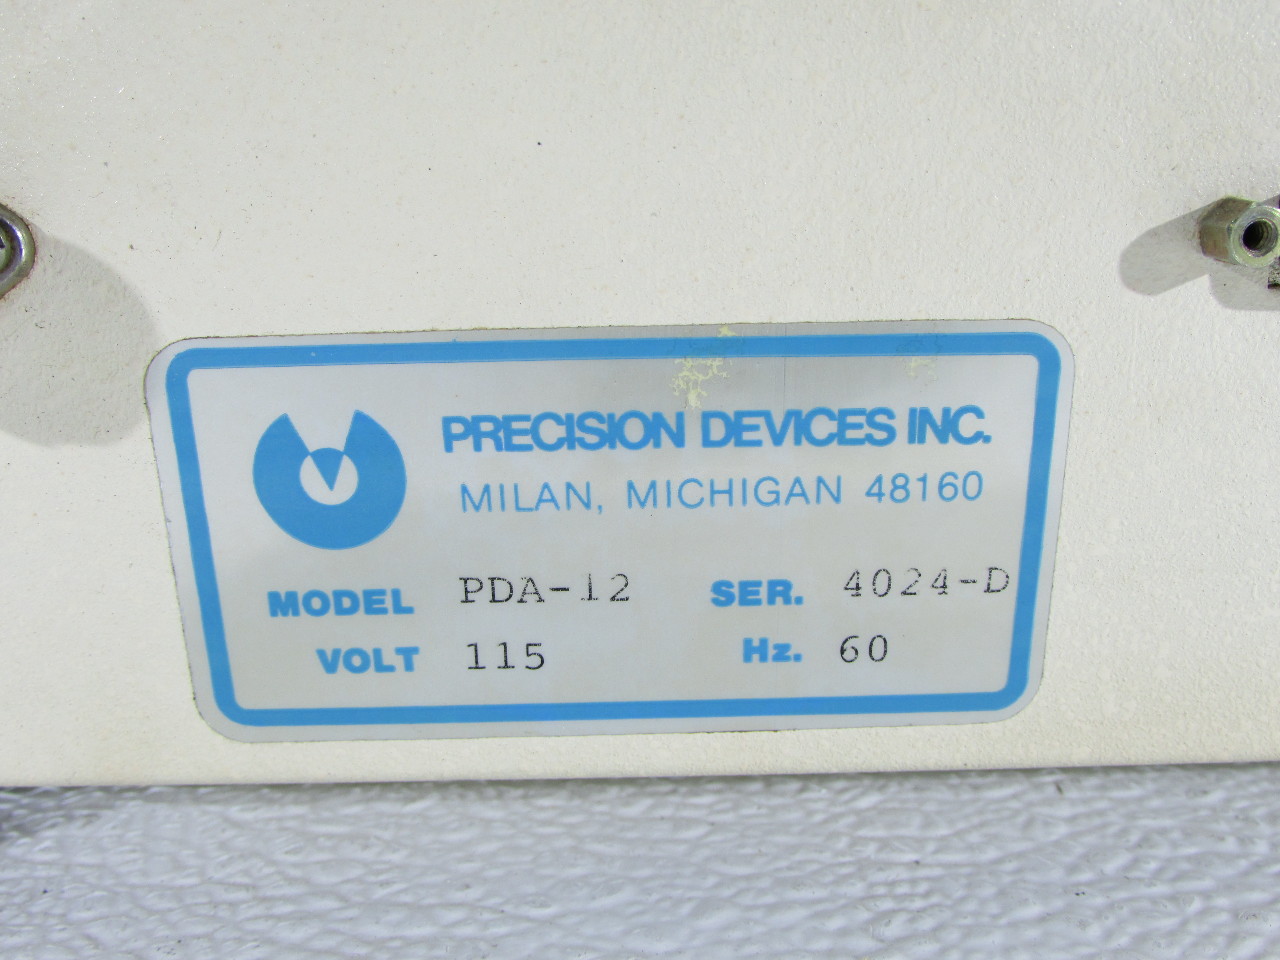 PRECISION DEVICES INC.
MILAN, MICHIGAN 48160
MODEL PDA-12 SER. 4024-D
VOLT 115 Hz. 60